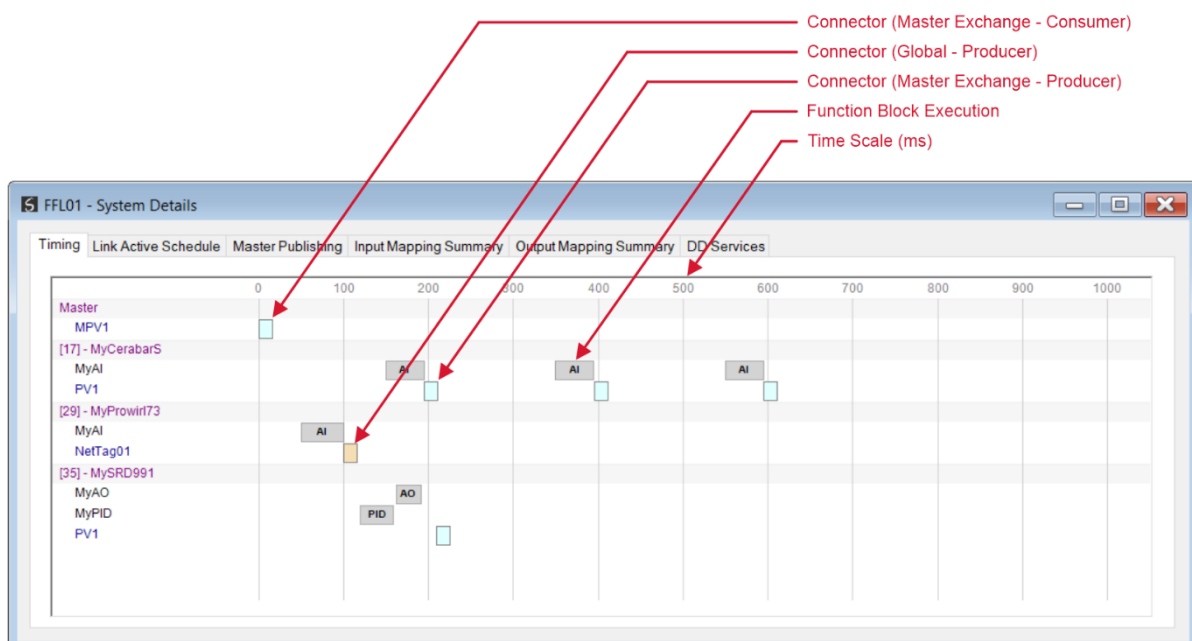 Connector (Master Exchange - Consumer)
Connector (Global - Producer)
Connector (Master Exchange - Producer)
Function Block Execution
Time Scale (ms)
FFL01 - System Details
Timing Link Active Schedule Master Publishing Input Mapping Summary Output Mapping Summary DD Services
0 100 200 300 400 500 600 700 800 900 1000
Master
MPV1
[17] - MyCerabarS
MyAI AI AI AI
PV1
[29] - MyProwirl73
MyAI AI
NetTag01
[35] - MySRD991
MyAO AO
MyPID PID
PV1